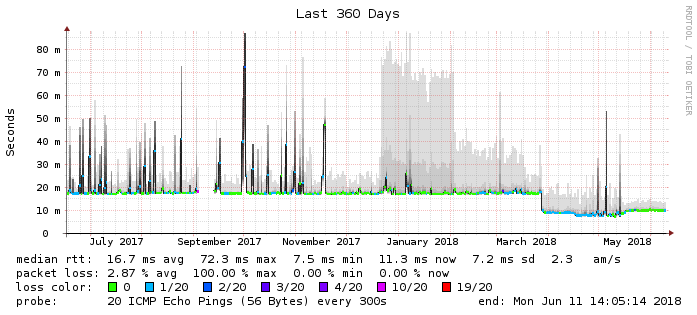 Last 360 Days
RRDTOOL / TOBI OETIKER
Seconds
80 m
70 m
60 m
50 m
40 m
30 m
20 m
10 m
0
July 2017 September 2017 November 2017 January 2018 March 2018 May 2018
median rtt: 16.7 ms avg 72.3 ms max 7.5 ms min 11.3 ms now 7.2 ms sd 2.3 am/s
packet loss: 2.87 % avg 100.00 % max 0.00 % min 0.00 % now
loss color: 0 1/20 2/20 3/20 4/20 10/20 19/20
probe: 20 ICMP Echo Pings (56 Bytes) every 300s end: Mon Jun 11 14:05:14 2018